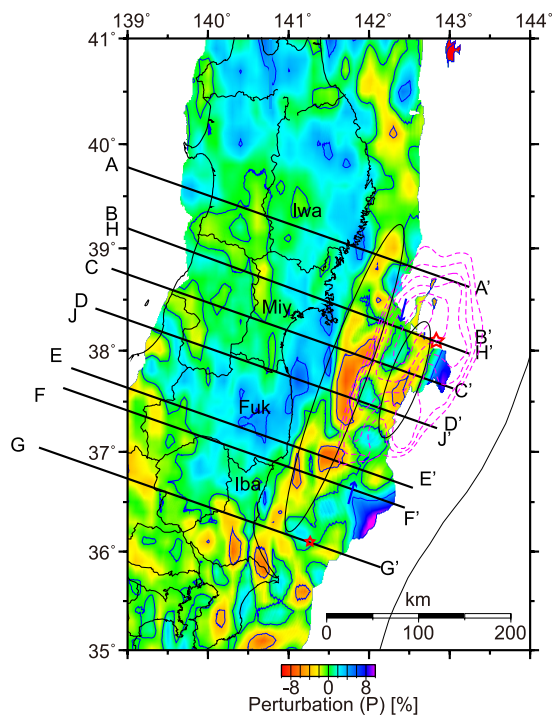 139° 140° 141° 142° 143° 144°
41°
40°
39°
38°
37°
36°
35°
A
B
H
C
D
J
E
F
G
Iwa
Miy
Fuk
Iba
A'
B'
H'
C'
D'
J'
E'
F'
G'
km
0 100 200
-8 0 8
Perturbation (P) [%]